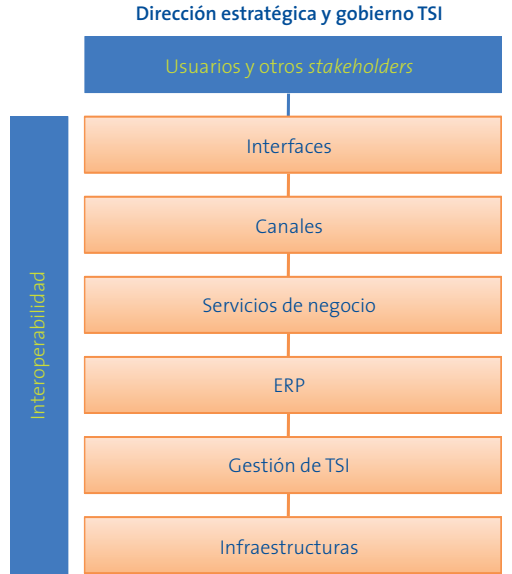 Dirección estratégica y gobierno TSI
Usuarios y otros stakeholders
Interoperabilidad
Interfaces
Canales
Servicios de negocio
ERP
Gestión de TSI
Infraestructuras